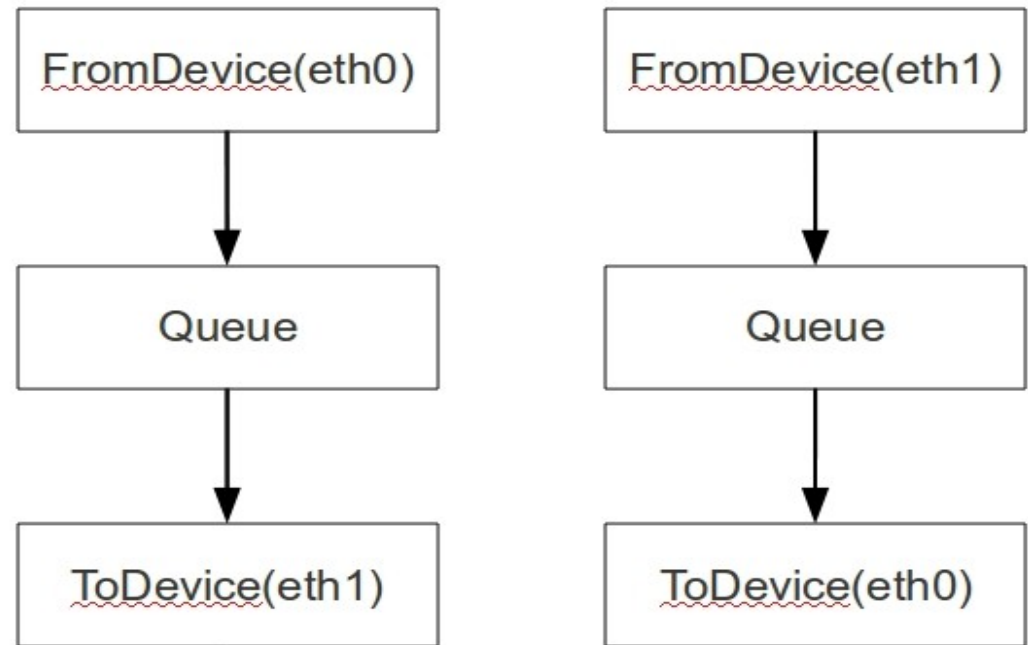 FromDevice(eth0)
FromDevice(eth1)
Queue
Queue
ToDevice(eth1)
ToDevice(eth0)